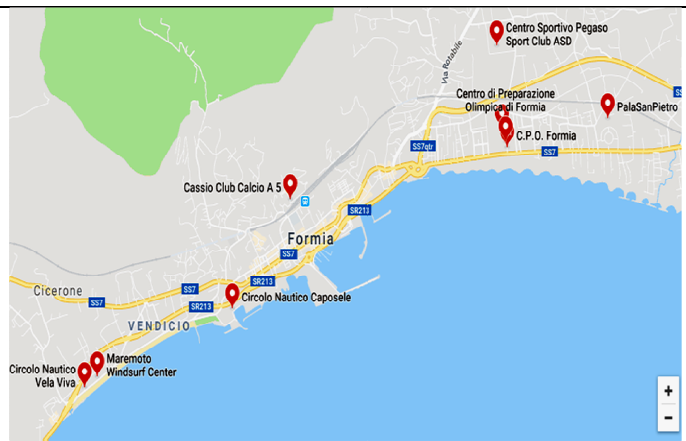 Centro Sportivo Pegaso
Sport Club ASD
Via Rotabile
SS
Centro di Preparazione
Olimpica di Formia
PalaSanPietro
C.P.O. Formia
SS7qtr
SS7
Cassio Club Calcio A 5
SR213
Formia
SS7
SR213
Cicerone
SS7
SS7
SR213
Circolo Nautico Caposele
VENDICIO
Maremoto
Windsurf Center
Circolo Nautico
Vela Viva
+
−